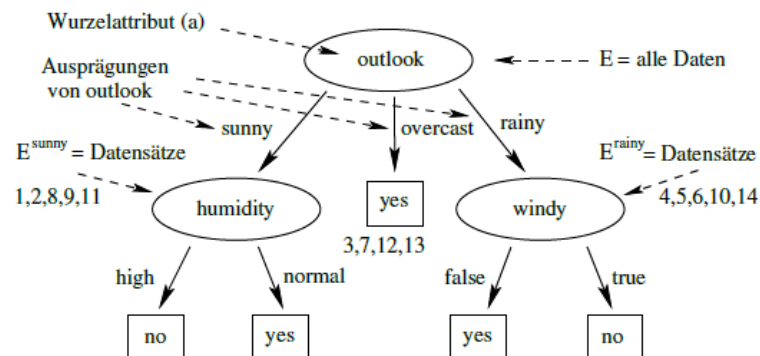 Wurzelattribut (a)
outlook
E = alle Daten
Ausprägungen
von outlook
sunny
overcast
rainy
E^sunny = Datensätze
1,2,8,9,11
E^rainy = Datensätze
4,5,6,10,14
humidity
yes
windy
3,7,12,13
high
normal
false
true
no
yes
yes
no